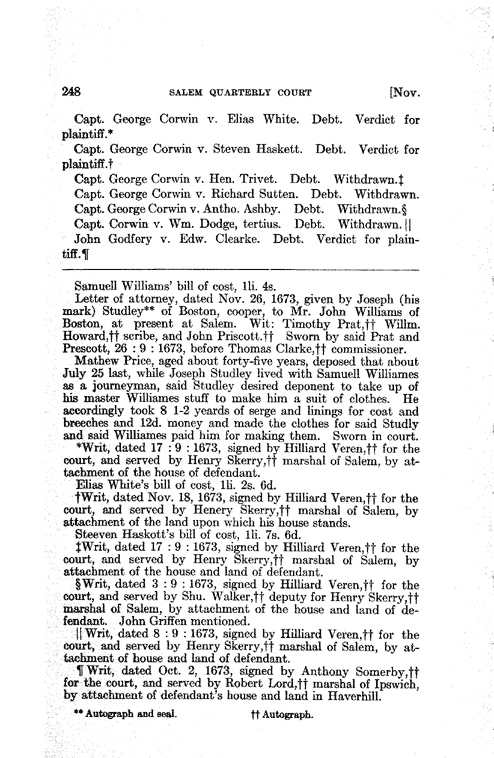 248 SALEM QUARTERLY COURT [Nov.
Capt. George Corwin v. Elias White. Debt. Verdict for
plaintiff.*
Capt. George Corwin v. Steven Haskett. Debt. Verdict for
plaintiff.†
Capt. George Corwin v. Hen. Trivet. Debt. Withdrawn.‡
Capt. George Corwin v. Richard Sutten. Debt. Withdrawn.
Capt. George Corwin v. Antho. Ashby. Debt. Withdrawn.§
Capt. Corwin v. Wm. Dodge, tertius. Debt. Withdrawn.||
John Godfery v. Edw. Clearke. Debt. Verdict for plain-
tiff.¶
Samuell Williams' bill of cost, 1li. 4s.
Letter of attorney, dated Nov. 26, 1673, given by Joseph (his
mark) Studley** of Boston, cooper, to Mr. John Williams of
Boston, at present at Salem. Wit: Timothy Prat,†† Willm.
Howard,†† scribe, and John Priscott.†† Sworn by said Prat and
Prescott, 26 : 9 : 1673, before Thomas Clarke,†† commissioner.
Mathew Price, aged about forty-five years, deposed that about
July 25 last, while Joseph Studley lived with Samuell Williames
as a journeyman, said Studley desired deponent to take up of
his master Williames stuff to make him a suit of clothes. He
accordingly took 8 1-2 yeards of serge and linings for coat and
breeches and 12d. money and made the clothes for said Studly
and said Williames paid him for making them. Sworn in court.
*Writ, dated 17 : 9 : 1673, signed by Hilliard Veren,†† for the
court, and served by Henry Skerry,†† marshal of Salem, by at-
tachment of the house of defendant.
Elias White's bill of cost, 1li. 2s. 6d.
†Writ, dated Nov. 18, 1673, signed by Hilliard Veren,†† for the
court, and served by Henery Skerry,†† marshal of Salem, by
attachment of the land upon which his house stands.
Steeven Haskott's bill of cost, 1li. 7s. 6d.
‡Writ, dated 17 : 9 : 1673, signed by Hilliard Veren,†† for the
court, and served by Henry Skerry,†† marshal of Salem, by
attachment of the house and land of defendant.
§Writ, dated 3 : 9 : 1673, signed by Hilliard Veren,†† for the
court, and served by Shu. Walker,†† deputy for Henry Skerry,††
marshal of Salem, by attachment of the house and land of de-
fendant. John Griffen mentioned.
||Writ, dated 8 : 9 : 1673, signed by Hilliard Veren,†† for the
court, and served by Henry Skerry,†† marshal of Salem, by at-
tachment of house and land of defendant.
¶Writ, dated Oct. 2, 1673, signed by Anthony Somerby,††
for the court, and served by Robert Lord,†† marshal of Ipswich,
by attachment of defendant's house and land in Haverhill.
** Autograph and seal. †† Autograph.